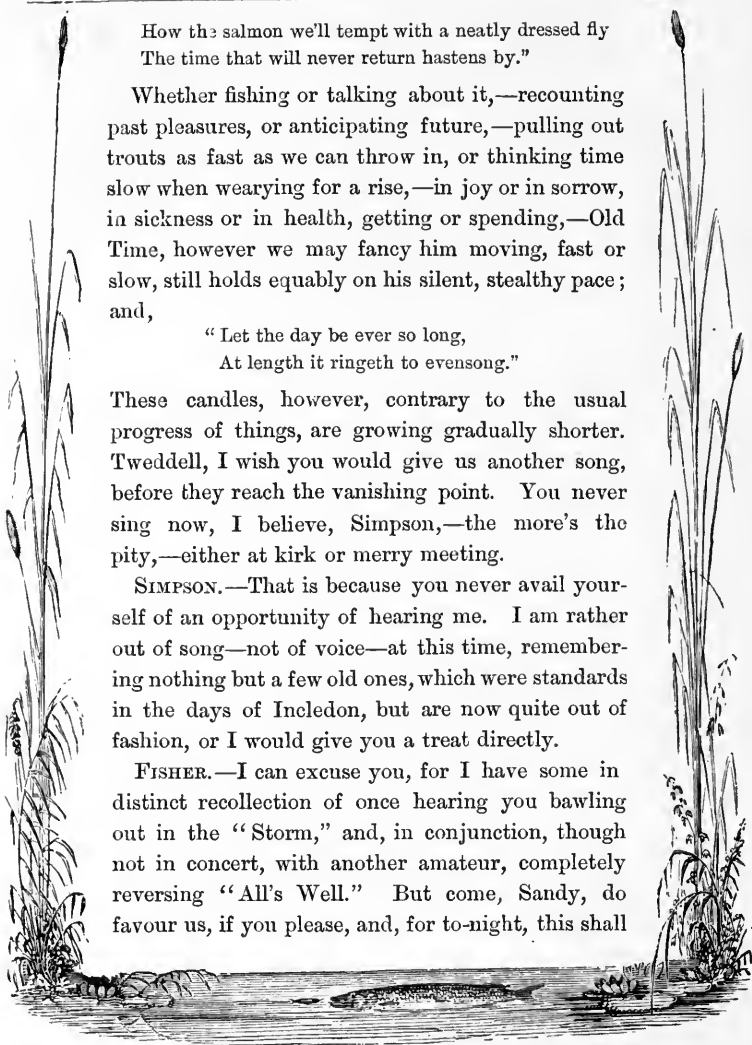 How the salmon we'll tempt with a neatly dressed fly
The time that will never return hastens by."
Whether fishing or talking about it,—recounting
past pleasures, or anticipating future,—pulling out
trouts as fast as we can throw in, or thinking time
slow when wearying for a rise,—in joy or in sorrow,
in sickness or in health, getting or spending,—Old
Time, however we may fancy him moving, fast or
slow, still holds equably on his silent, stealthy pace;
and,
"Let the day be ever so long,
At length it ringeth to evensong."
These candles, however, contrary to the usual
progress of things, are growing gradually shorter.
Tweddell, I wish you would give us another song,
before they reach the vanishing point. You never
sing now, I believe, Simpson,—the more's the
pity,—either at kirk or merry meeting.
SIMPSON.—That is because you never avail your-
self of an opportunity of hearing me. I am rather
out of song—not of voice—at this time, remember-
ing nothing but a few old ones, which were standards
in the days of Incledon, but are now quite out of
fashion, or I would give you a treat directly.
FISHER.—I can excuse you, for I have some in
distinct recollection of once hearing you bawling
out in the "Storm," and, in conjunction, though
not in concert, with another amateur, completely
reversing "All's Well." But come, Sandy, do
favour us, if you please, and, for to-night, this shall